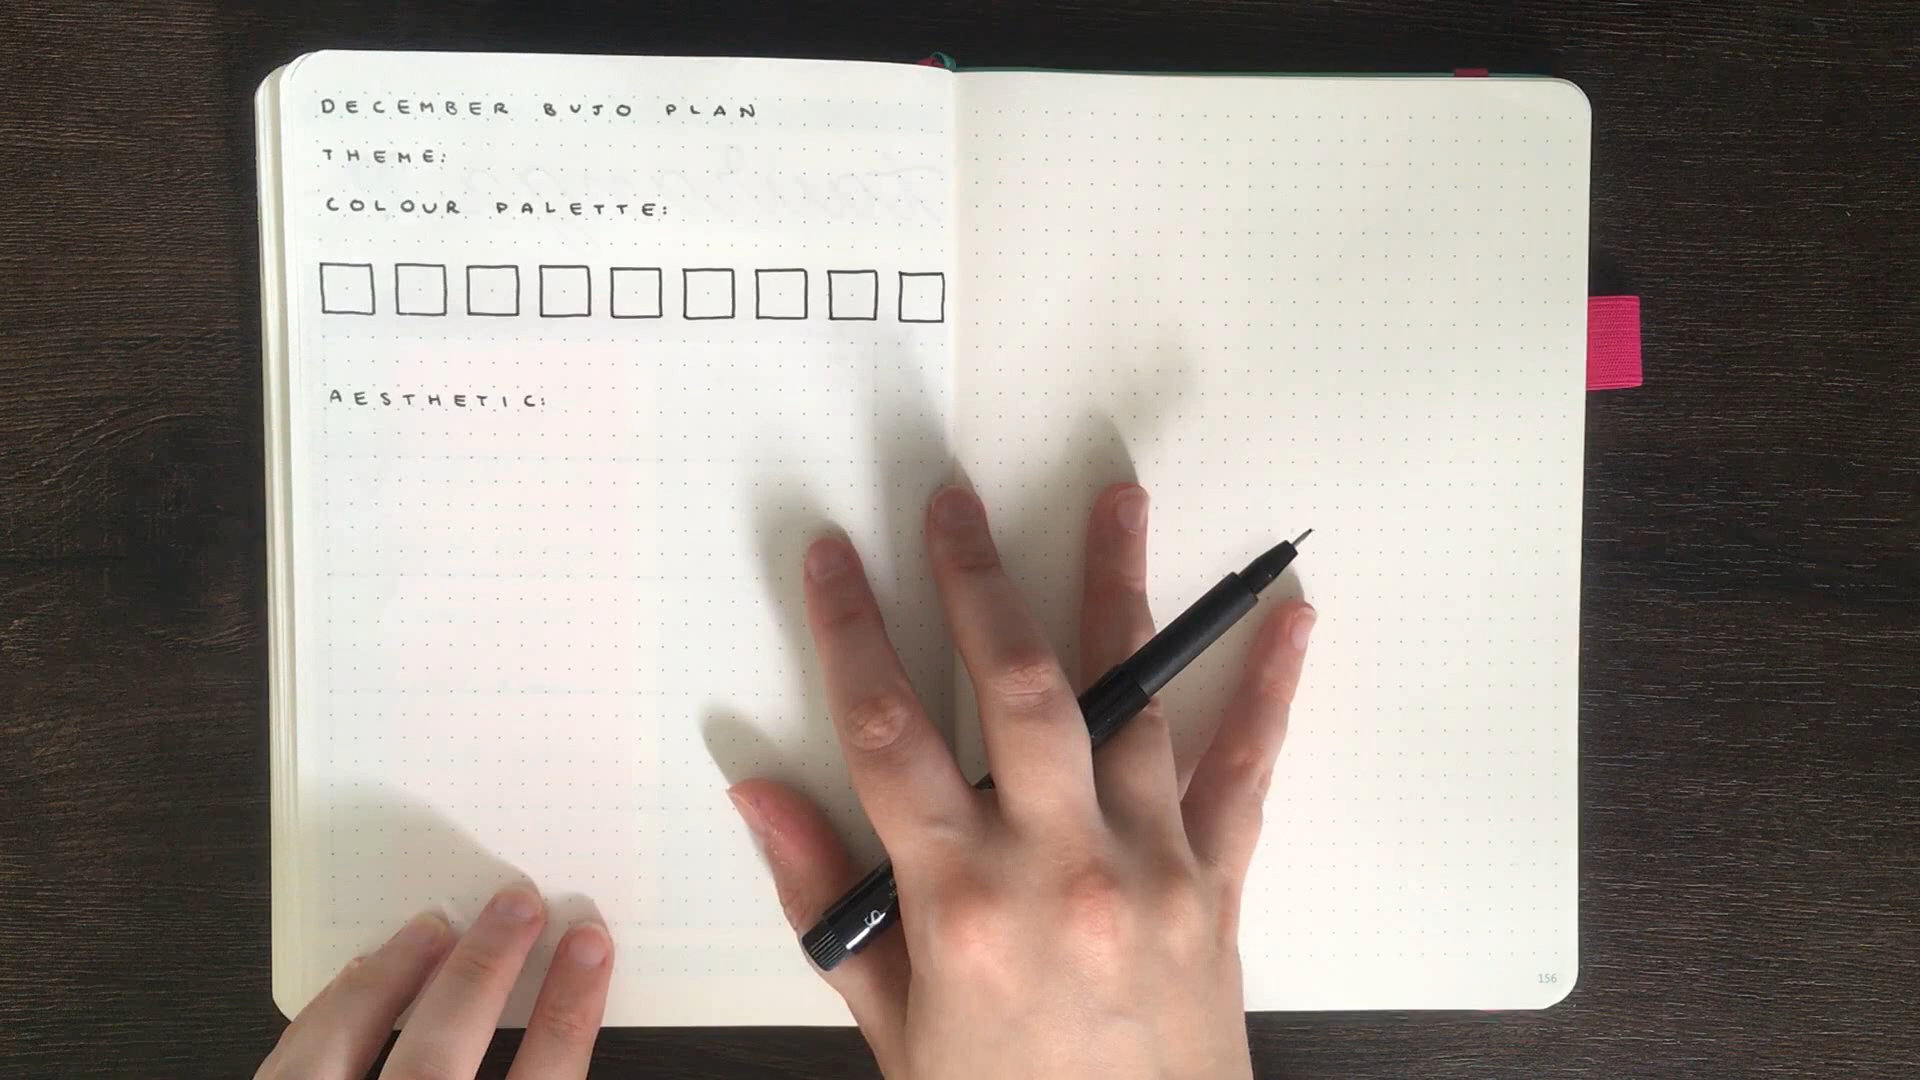 DECEMBER BUJO PLAN
THEME:
COLOUR PALETTE:
AESTHETIC:
S
156